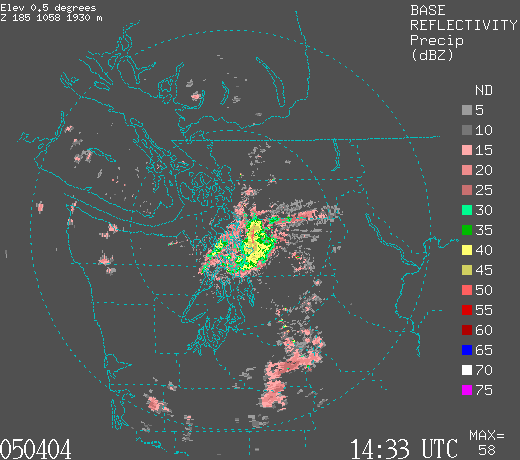 Elev 0.5 degrees
Z 185 1058 1930 m
BASE
REFLECTIVITY
Precip
(dBZ)
ND
5
10
15
20
25
30
35
40
45
50
55
60
65
70
75
MAX=
58
050404
14:33 UTC